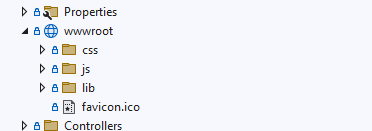 Properties
wwwroot
css
js
lib
favicon.ico
Controllers